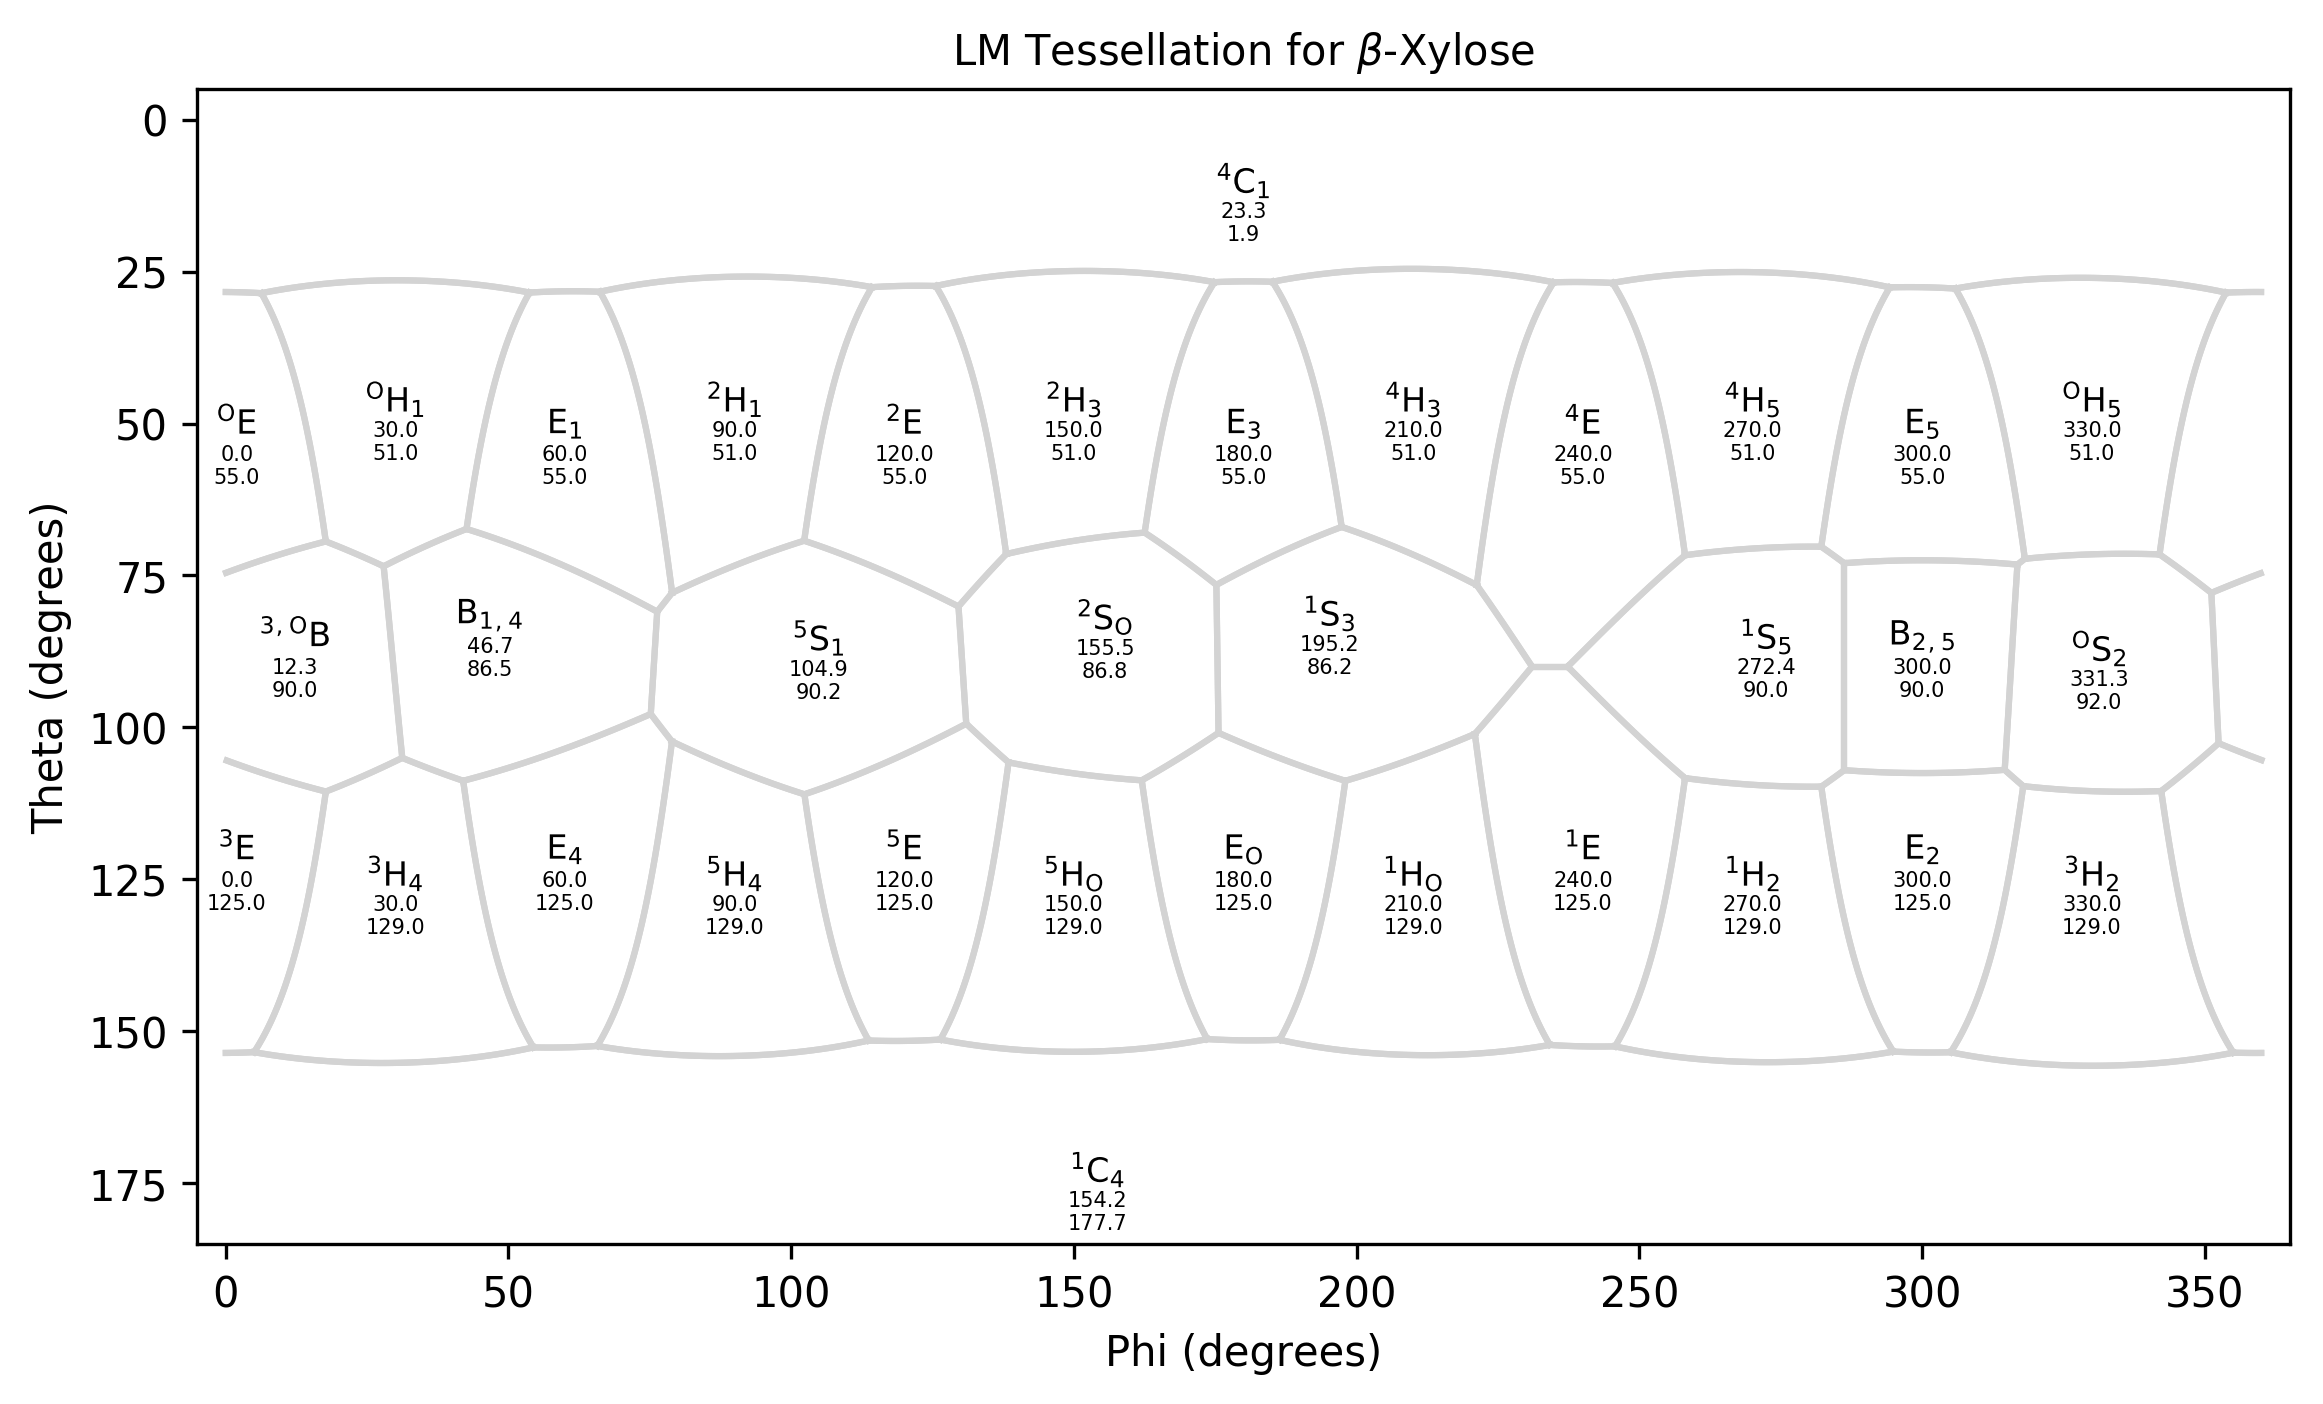 LM Tessellation for β-Xylose
0
⁴C₁
23.3
1.9
25
ᴼE
0.0
55.0
ᴼH₁
30.0
51.0
E₁
60.0
55.0
²H₁
90.0
51.0
²E
120.0
55.0
²H₃
150.0
51.0
E₃
180.0
55.0
⁴H₃
210.0
51.0
⁴E
240.0
55.0
⁴H₅
270.0
51.0
E₅
300.0
55.0
ᴼH₅
330.0
51.0
50
75
Theta (degrees)
³,ᴼB
12.3
90.0
B₁,₄
46.7
86.5
⁵S₁
104.9
90.2
²Sₒ
155.5
86.8
¹S₃
195.2
86.2
¹S₅
272.4
90.0
B₂,₅
300.0
90.0
ᴼS₂
331.3
92.0
100
³E
0.0
125.0
³H₄
30.0
129.0
E₄
60.0
125.0
⁵H₄
90.0
129.0
⁵E
120.0
125.0
⁵Hₒ
150.0
129.0
Eₒ
180.0
125.0
¹Hₒ
210.0
129.0
¹E
240.0
125.0
¹H₂
270.0
129.0
E₂
300.0
125.0
³H₂
330.0
129.0
125
150
175
¹C₄
154.2
177.7
0 50 100 150 200 250 300 350
Phi (degrees)